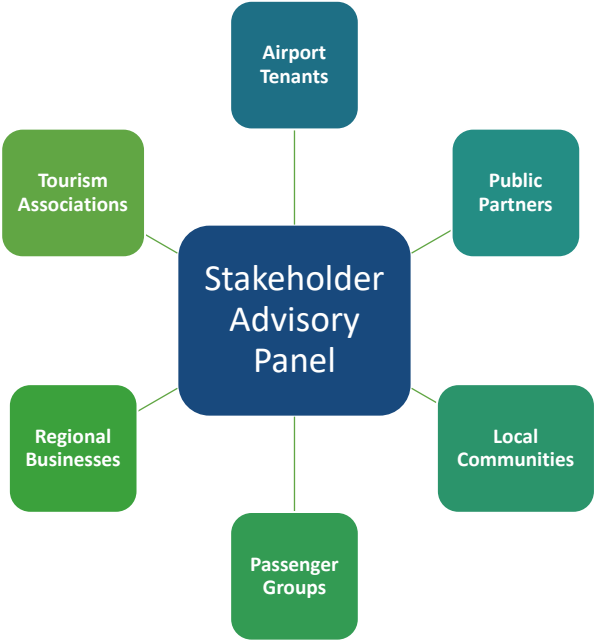 Airport
Tenants
Tourism
Associations
Public
Partners
Stakeholder
Advisory
Panel
Regional
Businesses
Local
Communities
Passenger
Groups